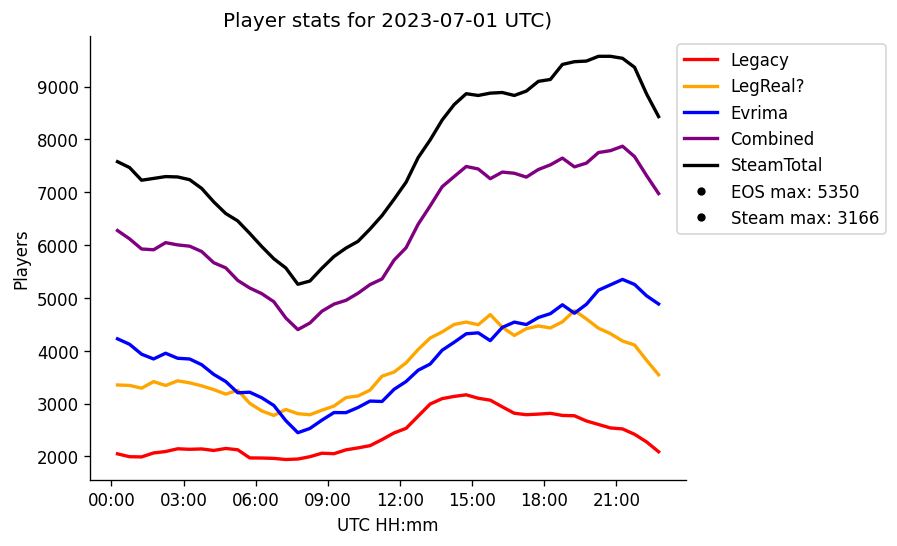 Player stats for 2023-07-01 UTC)
Legacy
LegReal?
Evrima
Combined
SteamTotal
EOS max: 5350
Steam max: 3166
9000
8000
7000
6000
5000
4000
3000
2000
Players
00:00 03:00 06:00 09:00 12:00 15:00 18:00 21:00
UTC HH:mm